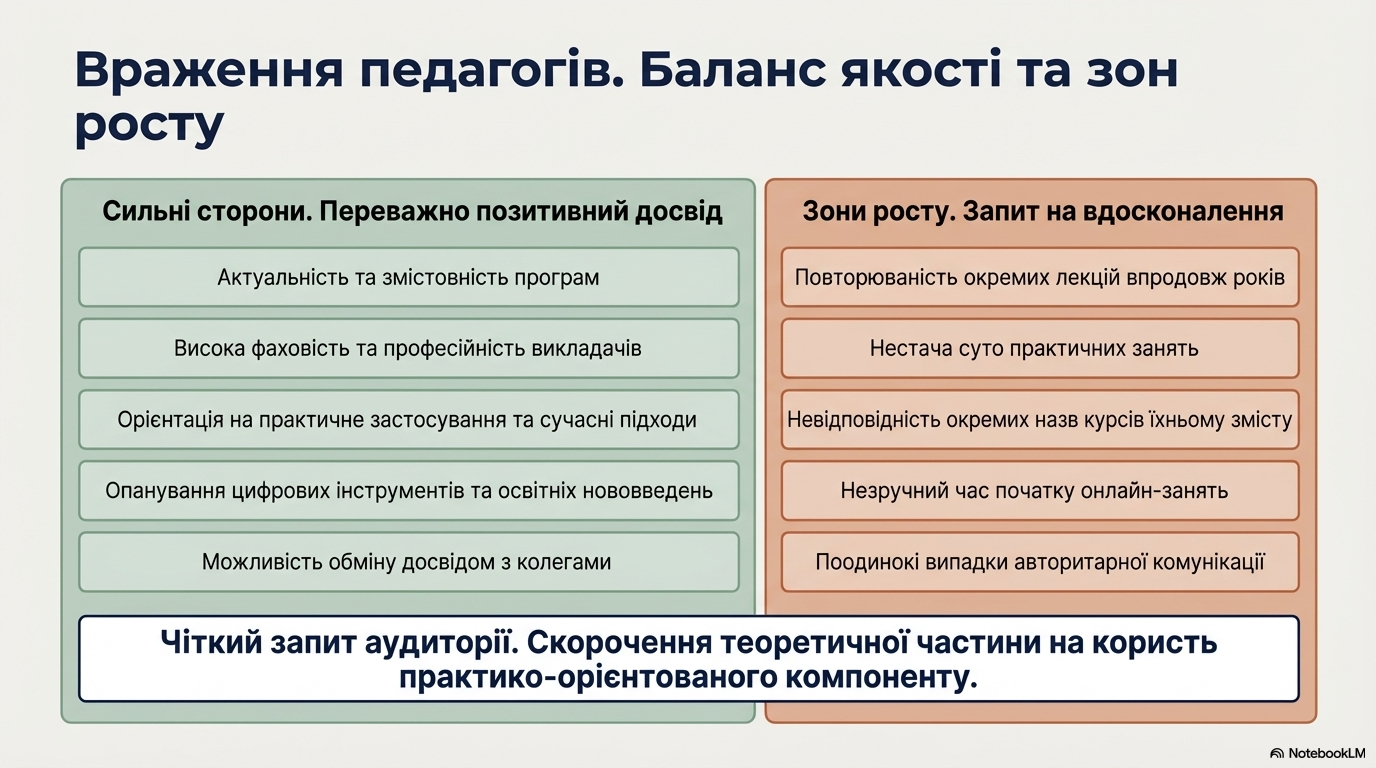 Враження педагогів. Баланс якості та зон
росту
Сильні сторони. Переважно позитивний досвід
Актуальність та змістовність програм
Висока фаховість та професійність викладачів
Орієнтація на практичне застосування та сучасні підходи
Опанування цифрових інструментів та освітніх нововведень
Можливість обміну досвідом з колегами
Зони росту. Запит на вдосконалення
Повторюваність окремих лекцій впродовж років
Нестача суто практичних занять
Невідповідність окремих назв курсів їхньому змісту
Незручний час початку онлайн-занять
Поодинокі випадки авторитарної комунікації
Чіткий запит аудиторії. Скорочення теоретичної частини на користь
практико-орієнтованого компоненту.
NotebookLM